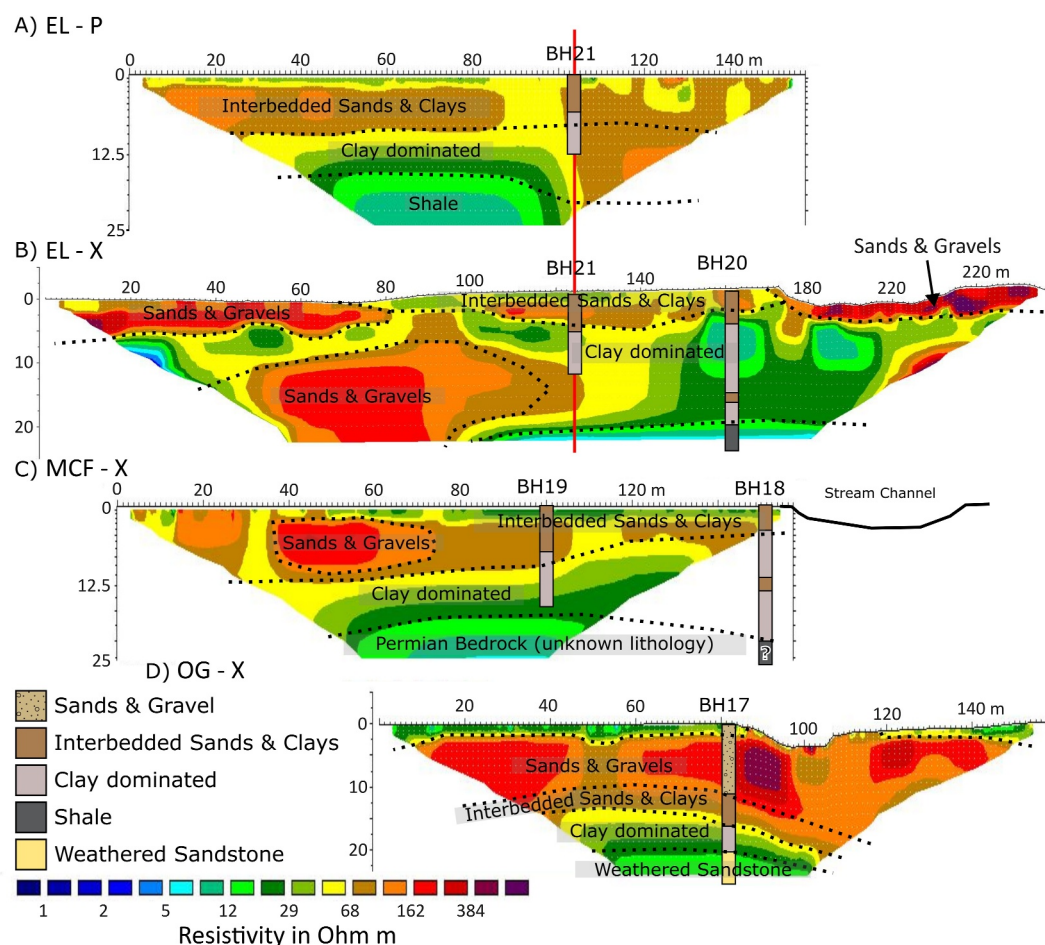 A) EL - P
BH21
0 20 40 60 80 120 140 m
0
Interbedded Sands & Clays
12.5
Clay dominated
Shale
25
B) EL - X
Sands & Gravels
BH21
BH20
20 40 60 80 100 140 180 220 220 m
0
Sands & Gravels
Interbedded Sands & Clays
Clay dominated
10
Sands & Gravels
20
C) MCF - X
BH19
BH18
0 20 40 60 80 120 m
Stream Channel
0
Interbedded Sands & Clays
Sands & Gravels
12.5
Clay dominated
Permian Bedrock (unknown lithology)
?
25
D) OG - X
BH17
20 40 60 100 120 140 m
0
Sands & Gravels
10
Interbedded Sands & Clays
Clay dominated
20
Weathered Sandstone
Sands & Gravel
Interbedded Sands & Clays
Clay dominated
Shale
Weathered Sandstone
1 2 5 12 29 68 162 384
Resistivity in Ohm m